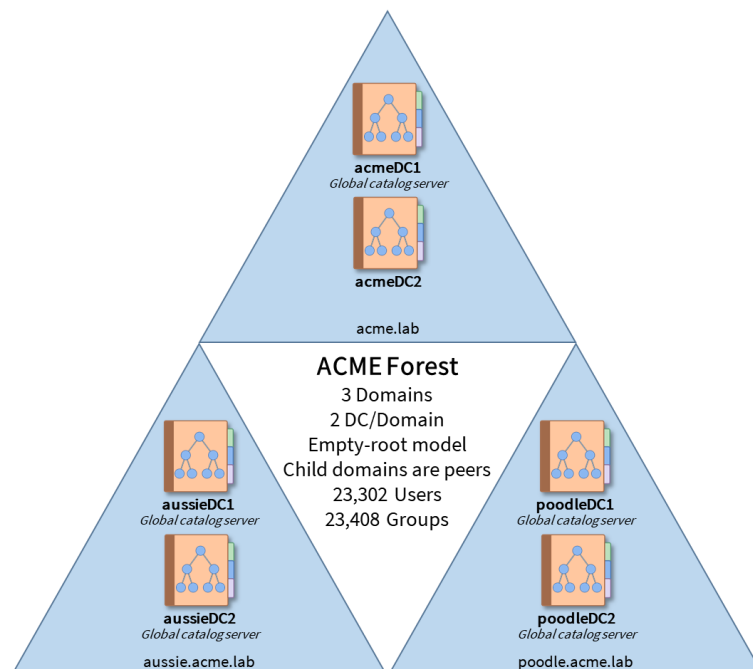 acmeDC1
Global catalog server
acmeDC2
acme.lab
ACME Forest
3 Domains
2 DC/Domain
Empty-root model
Child domains are peers
23,302 Users
23,408 Groups
aussieDC1
Global catalog server
aussieDC2
Global catalog server
aussie.acme.lab
poodleDC1
Global catalog server
poodleDC2
Global catalog server
poodle.acme.lab